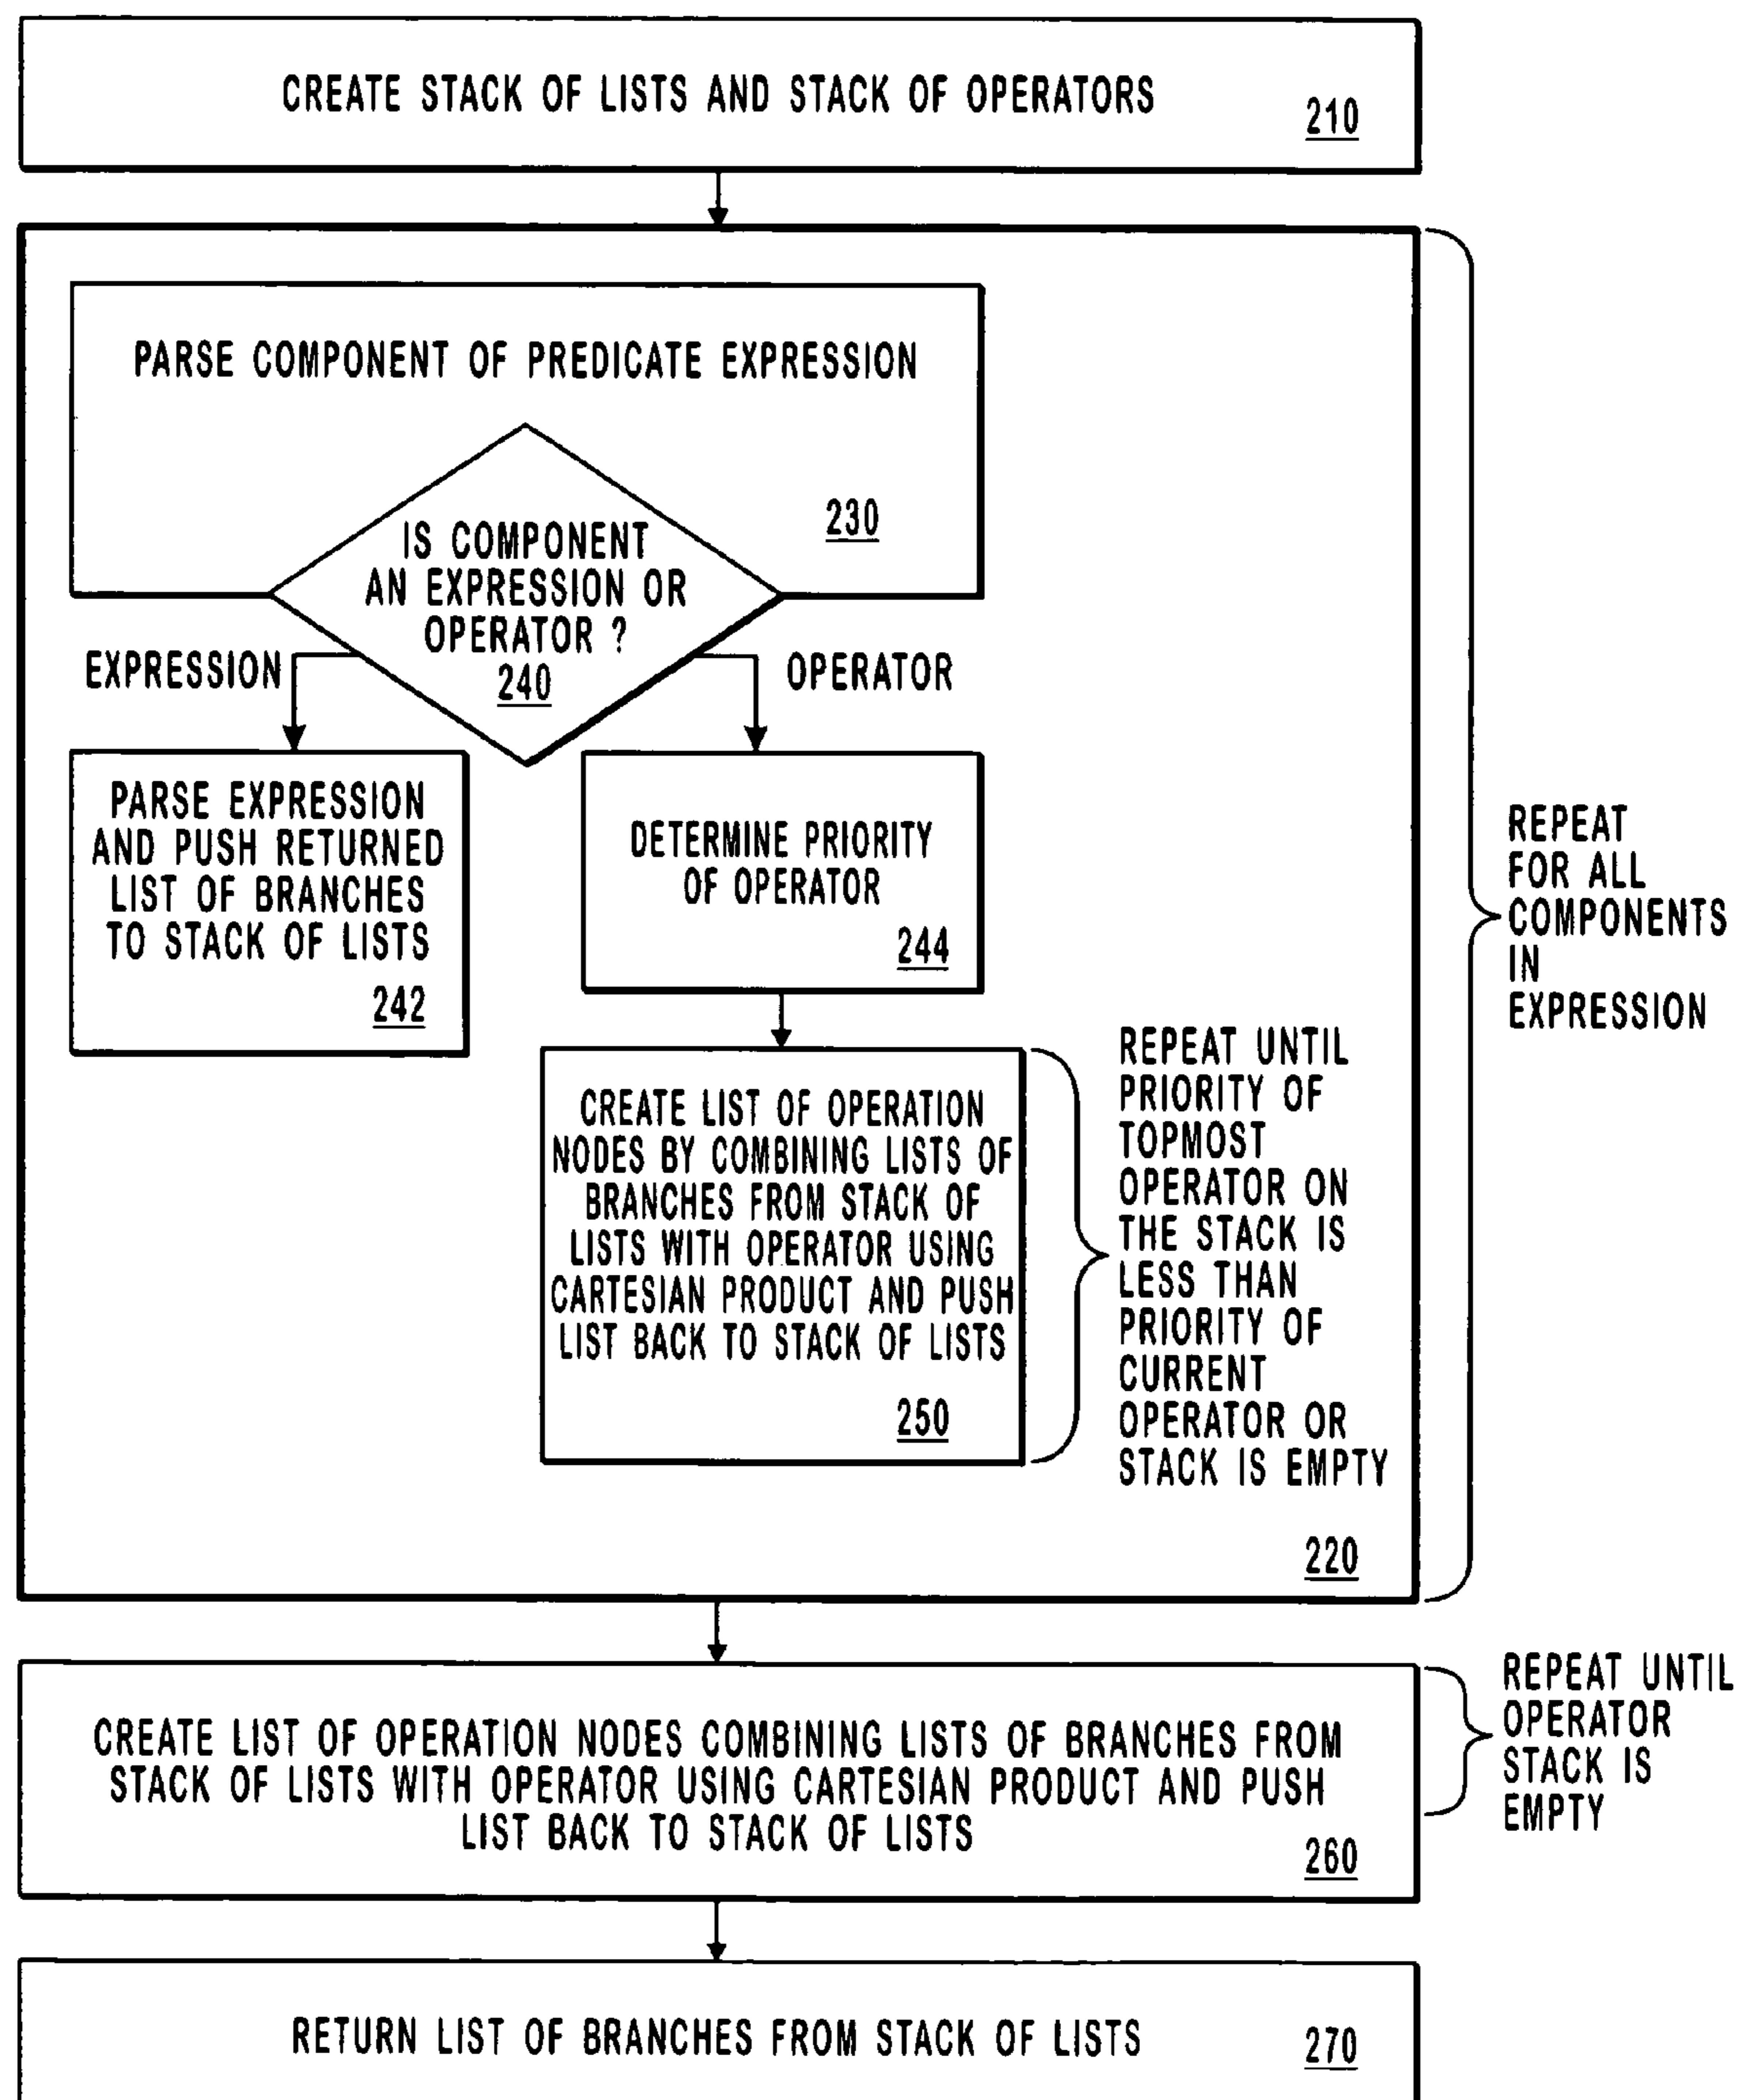 CREATE STACK OF LISTS AND STACK OF OPERATORS
210
PARSE COMPONENT OF PREDICATE EXPRESSION
230
IS COMPONENT
AN EXPRESSION OR
OPERATOR ?
240
EXPRESSION
OPERATOR
PARSE EXPRESSION
AND PUSH RETURNED
LIST OF BRANCHES
TO STACK OF LISTS
242
DETERMINE PRIORITY
OF OPERATOR
244
CREATE LIST OF OPERATION
NODES BY COMBINING LISTS OF
BRANCHES FROM STACK OF
LISTS WITH OPERATOR USING
CARTESIAN PRODUCT AND PUSH
LIST BACK TO STACK OF LISTS
250
REPEAT UNTIL
PRIORITY OF
TOPMOST
OPERATOR ON
THE STACK IS
LESS THAN
PRIORITY OF
CURRENT
OPERATOR OR
STACK IS EMPTY
220
REPEAT
FOR ALL
COMPONENTS
IN
EXPRESSION
CREATE LIST OF OPERATION NODES COMBINING LISTS OF BRANCHES FROM
STACK OF LISTS WITH OPERATOR USING CARTESIAN PRODUCT AND PUSH
LIST BACK TO STACK OF LISTS
260
REPEAT UNTIL
OPERATOR
STACK IS
EMPTY
RETURN LIST OF BRANCHES FROM STACK OF LISTS
270